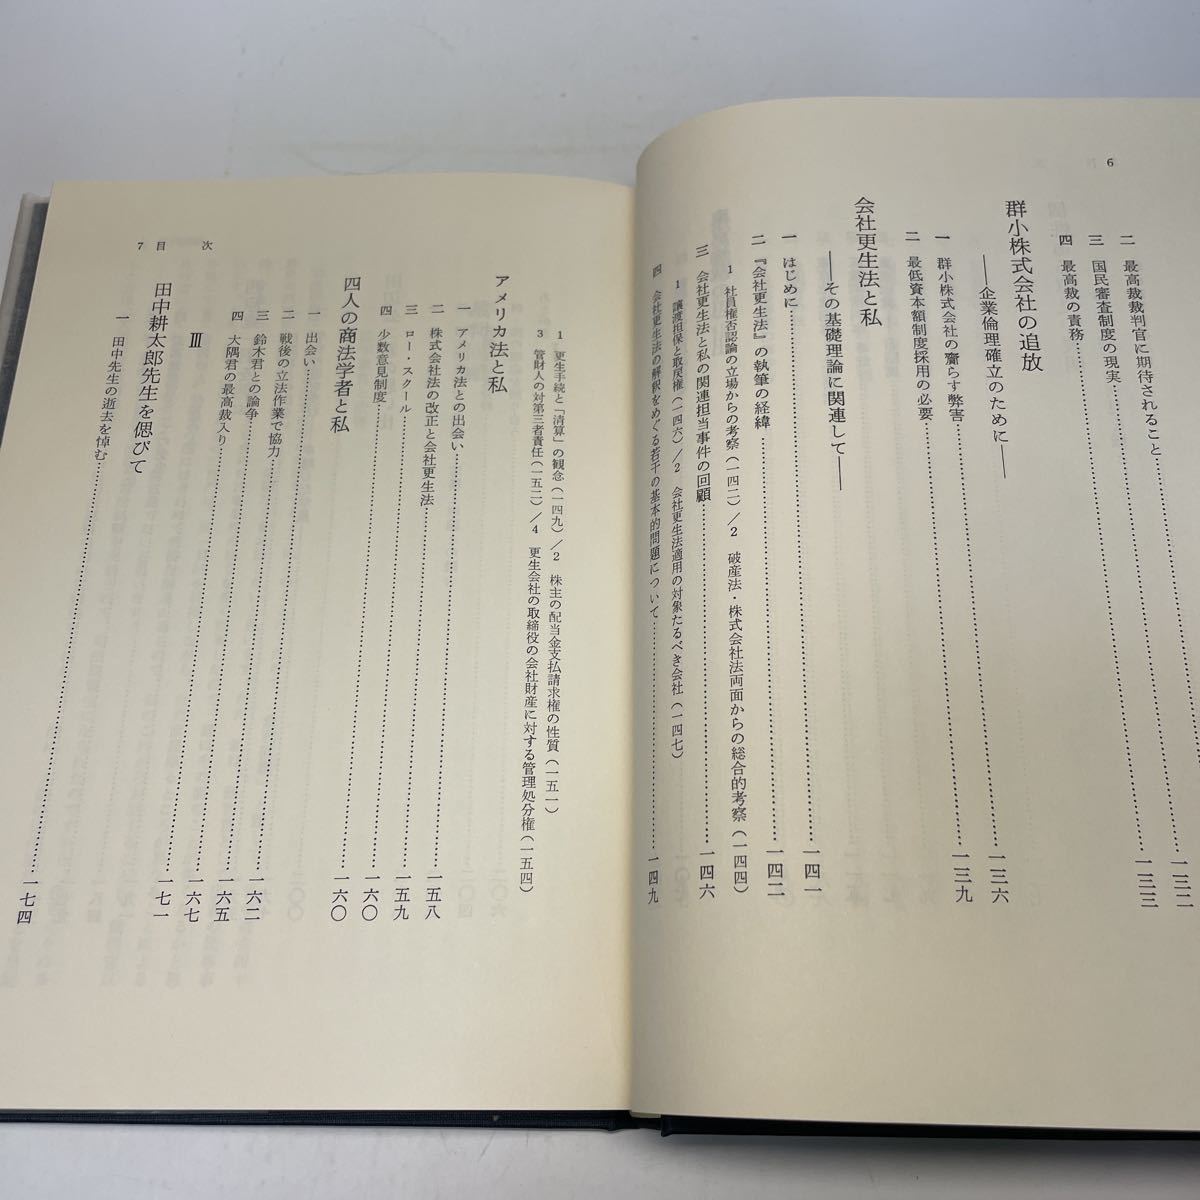 6
二 最高裁裁判官に期待されること
三 国民審査制度の現実……一三二
四 最高裁の責務……一三三
群小株式会社の追放
――企業倫理確立のために――
一 群小株式会社の齎らす弊害……一三六
二 最低資本額制度採用の必要……一三九
会社更生法と私
――その基礎理論に関連して――
一 はじめに……一四一
二 『会社更生法』の執筆の経緯……一四二
1 社員権否認論の立場からの考察(一四二)/2 破産法・株式会社法両面からの総合的考察(一四四)
三 会社更生法と私の関連担当事件の回顧……一四六
1 譲渡担保と取戻権(一四六)/2 会社更生法適用の対象たるべき会社(一四七)
四 会社更生法の解釈をめぐる若干の基本的問題について……一四九
7 目 次
1 更生手続と「清算」の観念(一四九)/2 株主の配当金支払請求権の性質(一五一)
3 管財人の対第三者責任(一五二)/4 更生会社の取締役の会社財産に対する管理処分権(一五四)
アメリカ法と私
一 アメリカ法との出会い……一五八
二 株式会社法の改正と会社更生法……一五九
三 ロー・スクール……一六〇
四 少数意見制度……一六〇
四人の商法学者と私
一 出会い……一六二
二 戦後の立法作業で協力……一六五
三 鈴木君との論争……一六七
四 大隅君の最高裁入り……一七一
Ⅲ
田中耕太郎先生を偲びて
一 田中先生の逝去を悼む……一七四